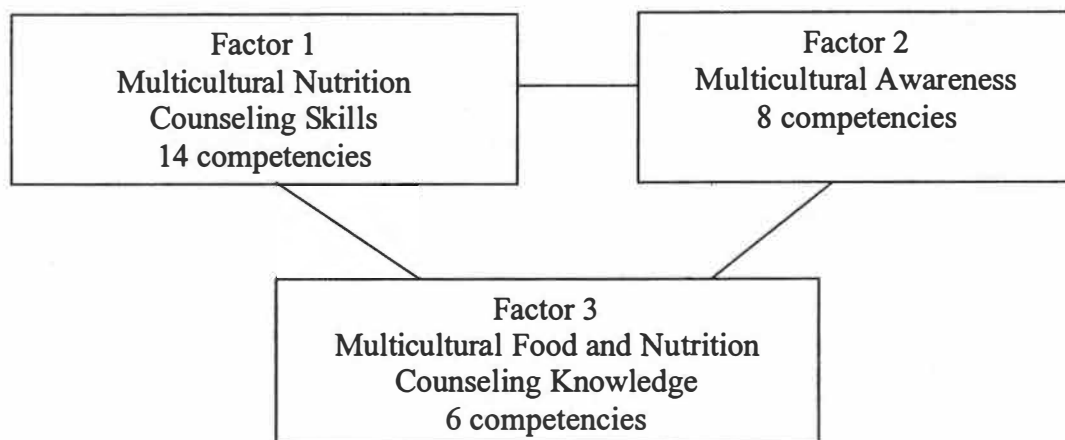 Factor 1
Multicultural Nutrition
Counseling Skills
14 competencies
Factor 2
Multicultural Awareness
8 competencies
Factor 3
Multicultural Food and Nutrition
Counseling Knowledge
6 competencies